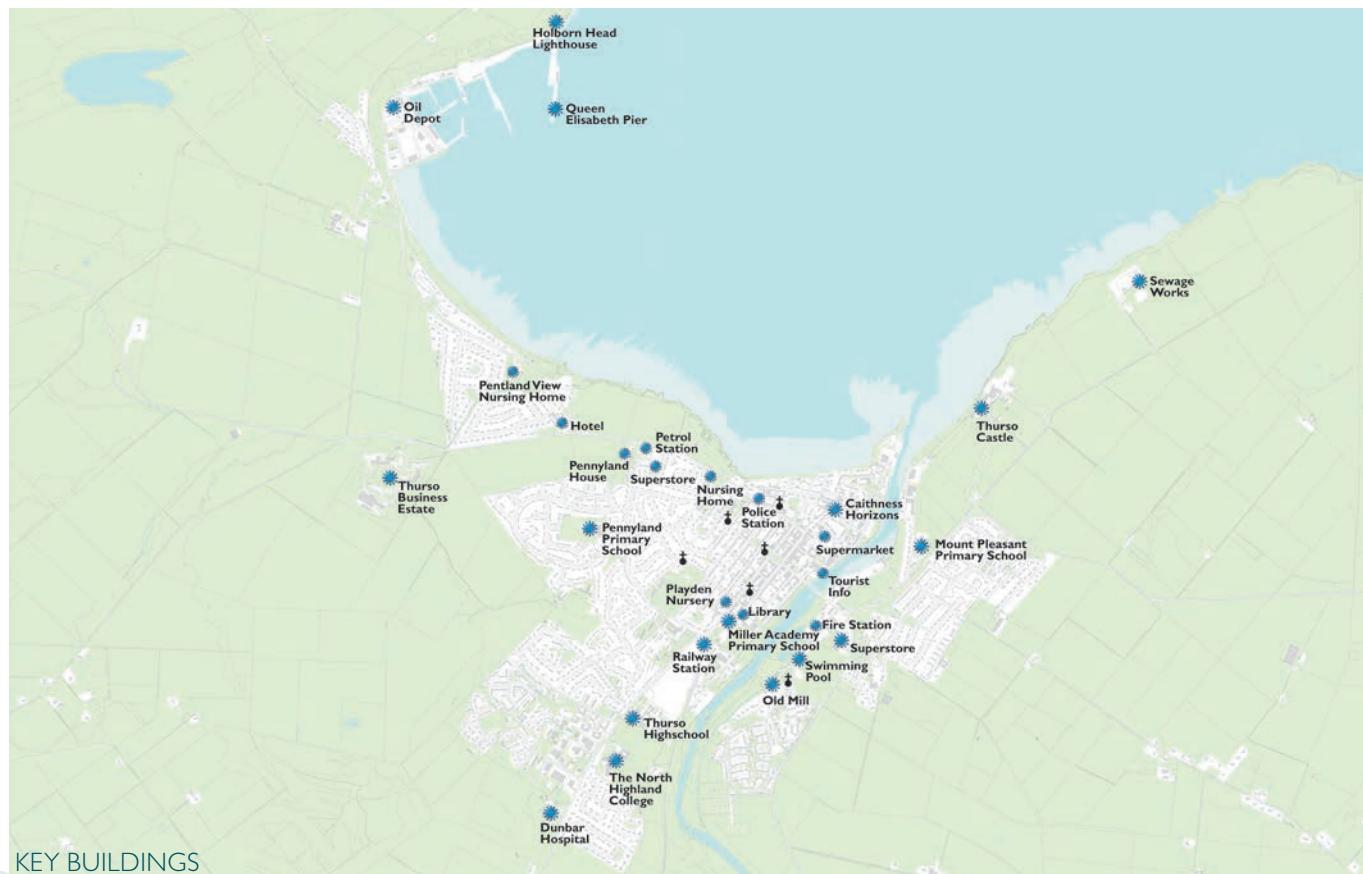 Holborn Head
Lighthouse
Oil
Depot
Queen
Elisabeth Pier
Sewage
Works
Pentland View
Nursing Home
Hotel
Thurso
Castle
Petrol
Station
Pennyland
House
Superstore
Thurso
Business
Estate
Nursing
Home
Police
Station
Caithness
Horizons
Pennyland
Primary
School
Supermarket
Mount Pleasant
Primary School
Tourist
Info
Playden
Nursery
Library
Fire Station
Miller Academy
Primary School
Superstore
Railway
Station
Swimming
Pool
Old Mill
Thurso
Highschool
The North
Highland
College
Dunbar
Hospital
KEY BUILDINGS